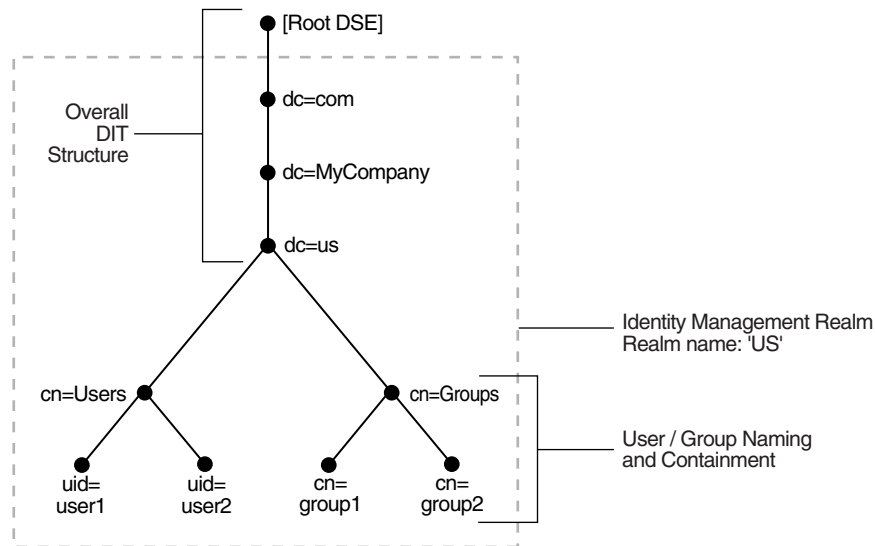 [Root DSE]
dc=com
Overall
DIT
Structure
dc=MyCompany
dc=us
Identity Management Realm
Realm name: 'US'
cn=Users
cn=Groups
User / Group Naming
and Containment
uid=
user1
uid=
user2
cn=
group1
cn=
group2